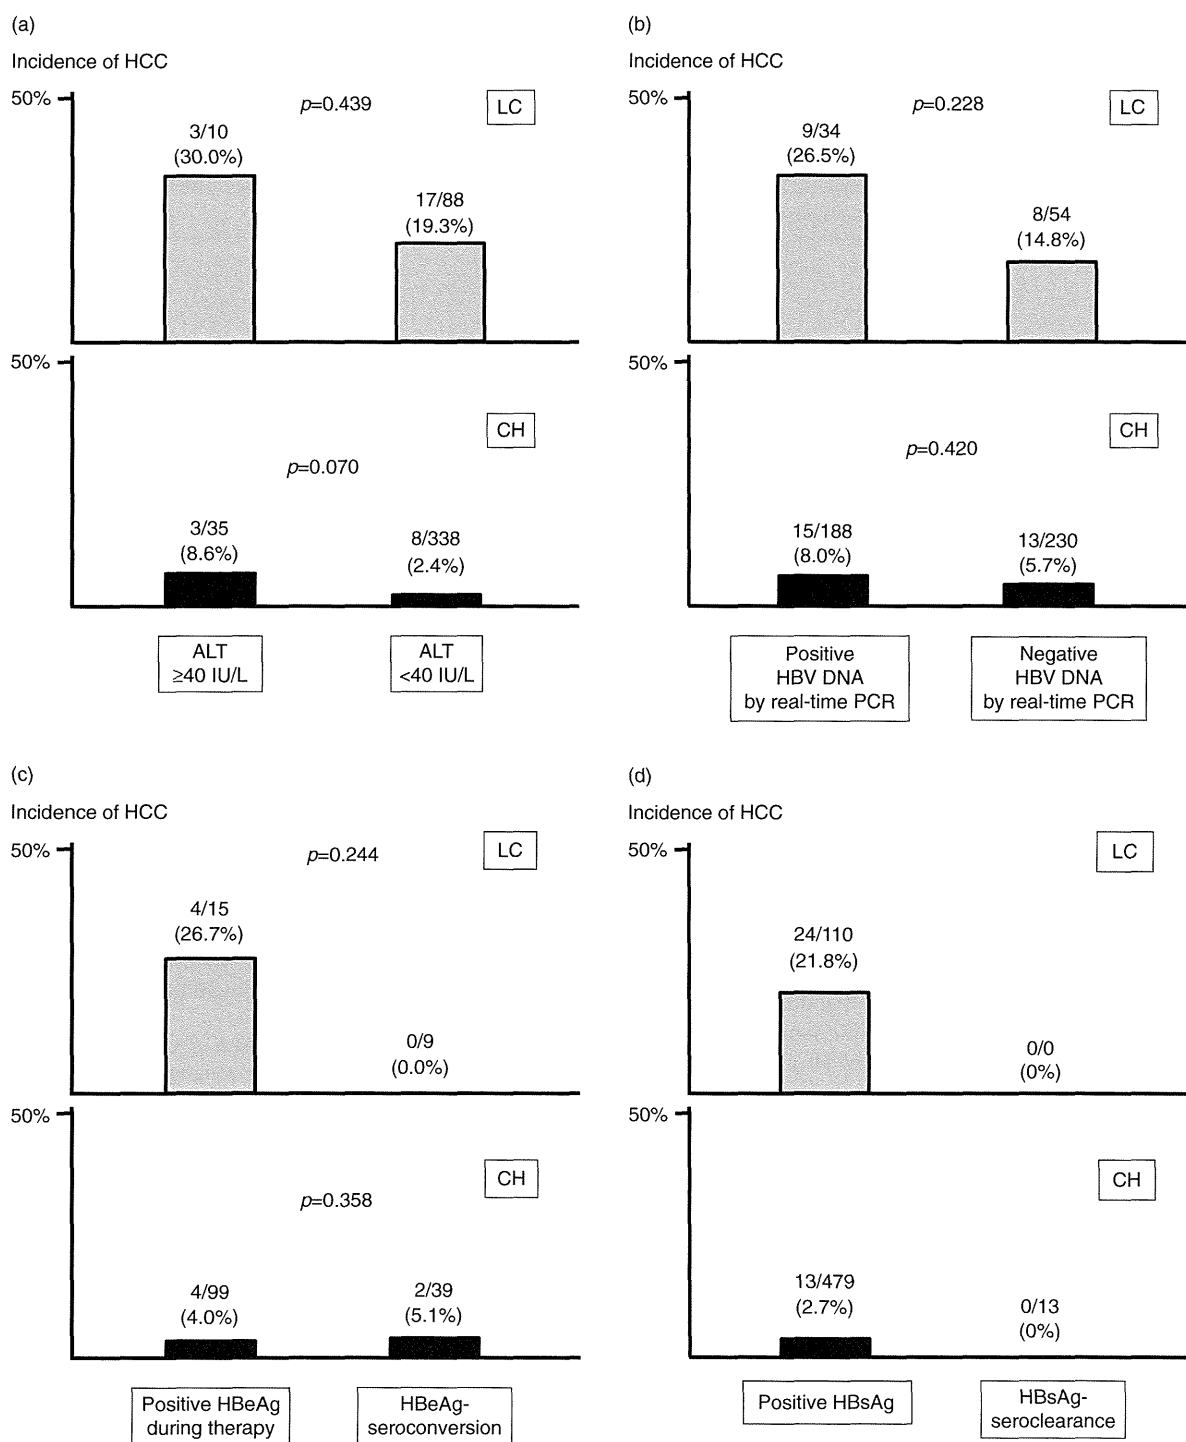 (a)
Incidence of HCC
50%
p=0.439
LC
3/10
(30.0%)
17/88
(19.3%)
50%
CH
p=0.070
3/35
(8.6%)
8/338
(2.4%)
ALT
≥40 IU/L
ALT
<40 IU/L
(b)
Incidence of HCC
50%
p=0.228
LC
9/34
(26.5%)
8/54
(14.8%)
50%
CH
p=0.420
15/188
(8.0%)
13/230
(5.7%)
Positive
HBV DNA
by real-time PCR
Negative
HBV DNA
by real-time PCR
(c)
Incidence of HCC
50%
p=0.244
LC
4/15
(26.7%)
0/9
(0.0%)
50%
CH
p=0.358
4/99
(4.0%)
2/39
(5.1%)
Positive HBeAg
during therapy
HBeAg-
seroconversion
(d)
Incidence of HCC
50%
LC
24/110
(21.8%)
0/0
(0%)
50%
CH
13/479
(2.7%)
0/13
(0%)
Positive HBsAg
HBsAg-
seroclearance